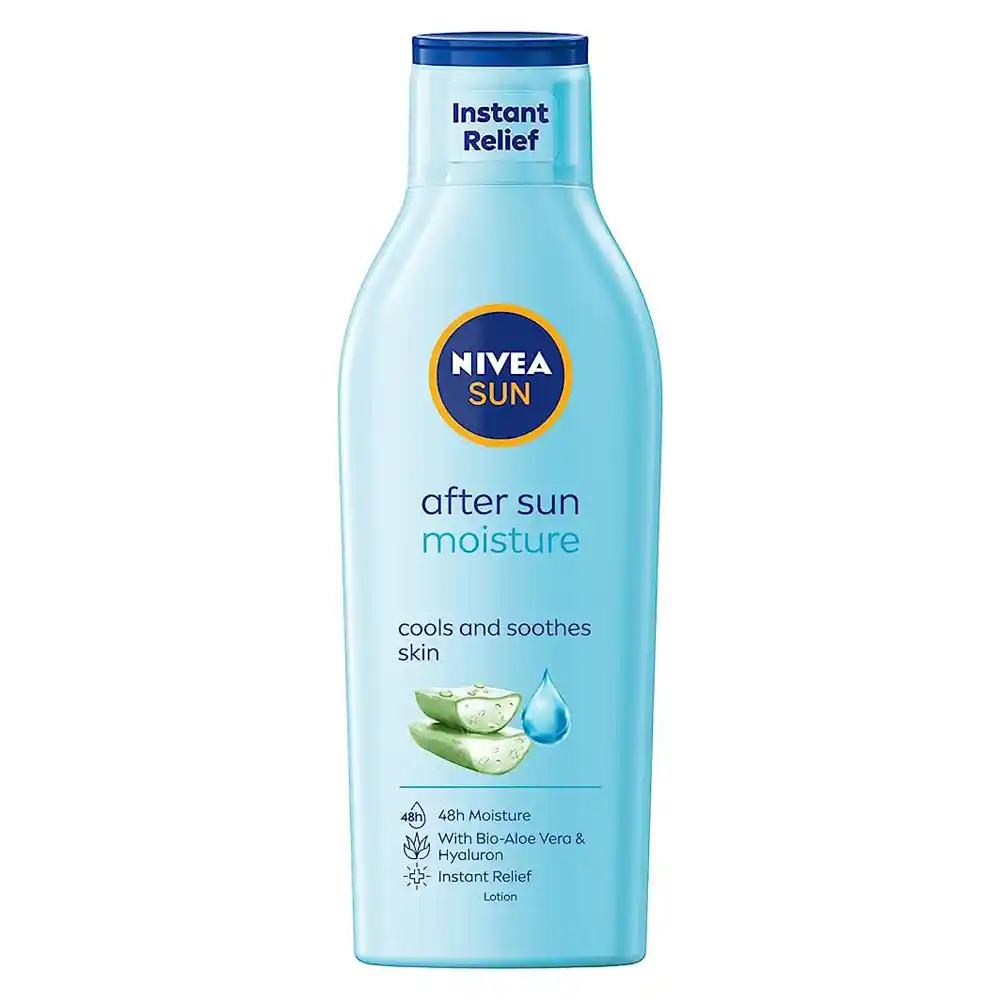 Instant
Relief
NIVEA
SUN
after sun
moisture
cools and soothes
skin
48h
48h Moisture
With Bio-Aloe Vera &
Hyaluron
Instant Relief
Lotion